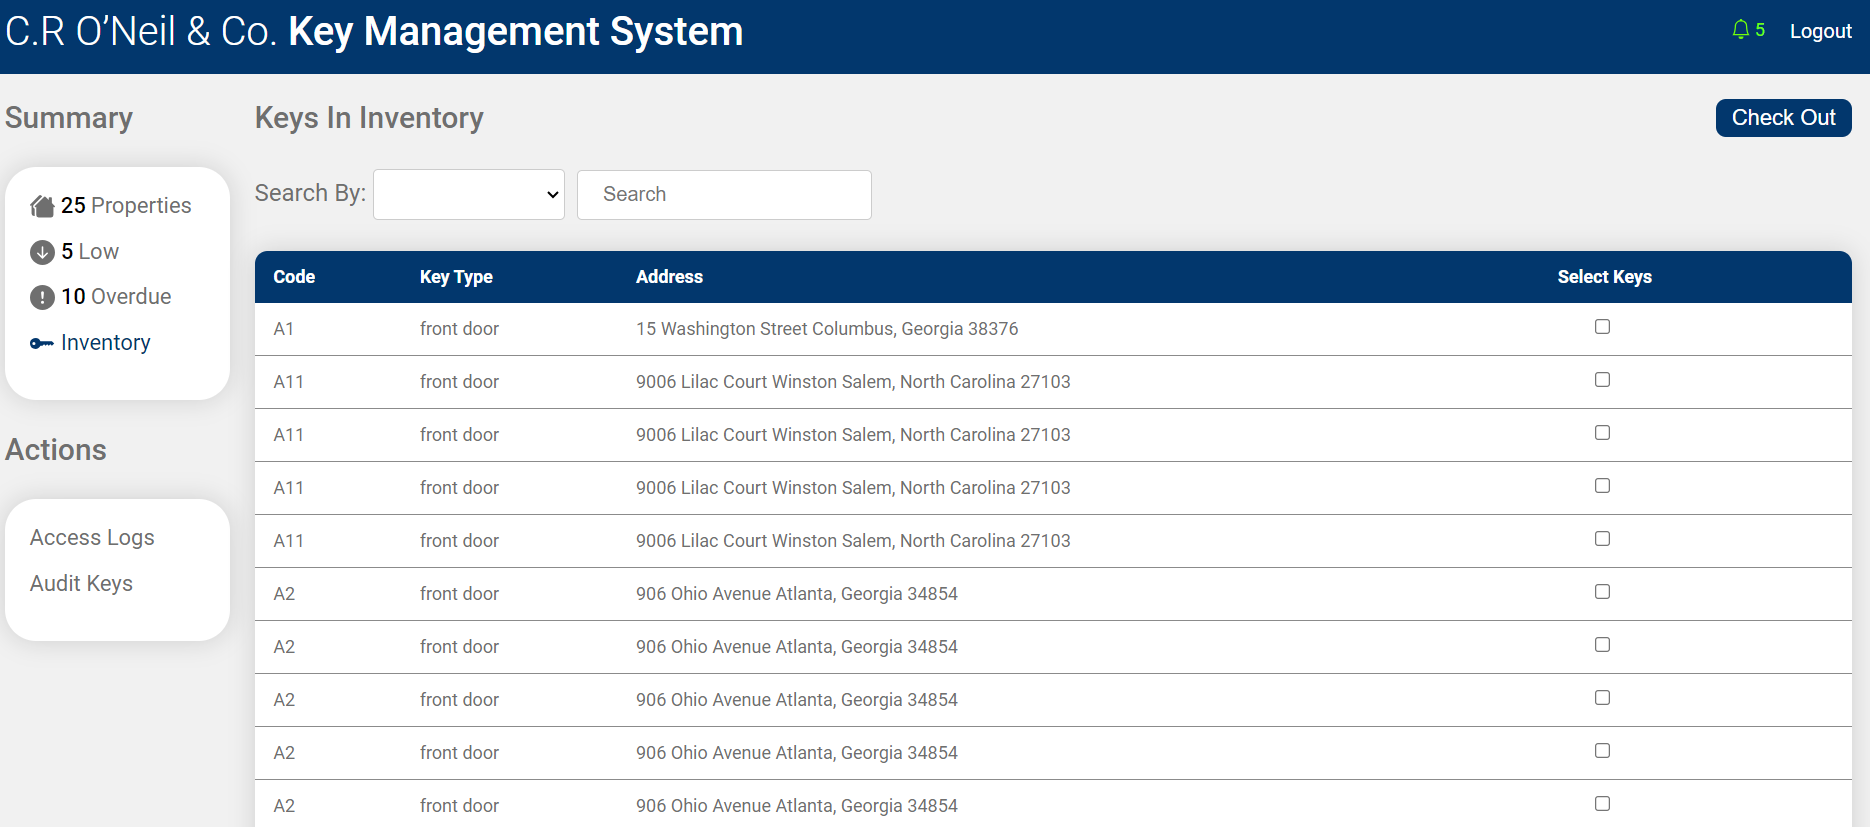 C.R O’Neil & Co. Key Management System
5 Logout
Summary
25 Properties
5 Low
10 Overdue
Inventory
Actions
Access Logs
Audit Keys
Keys In Inventory
Check Out
Search By: Search
Code Key Type Address Select Keys
A1 front door 15 Washington Street Columbus, Georgia 38376
A11 front door 9006 Lilac Court Winston Salem, North Carolina 27103
A11 front door 9006 Lilac Court Winston Salem, North Carolina 27103
A11 front door 9006 Lilac Court Winston Salem, North Carolina 27103
A11 front door 9006 Lilac Court Winston Salem, North Carolina 27103
A2 front door 906 Ohio Avenue Atlanta, Georgia 34854
A2 front door 906 Ohio Avenue Atlanta, Georgia 34854
A2 front door 906 Ohio Avenue Atlanta, Georgia 34854
A2 front door 906 Ohio Avenue Atlanta, Georgia 34854
A2 front door 906 Ohio Avenue Atlanta, Georgia 34854